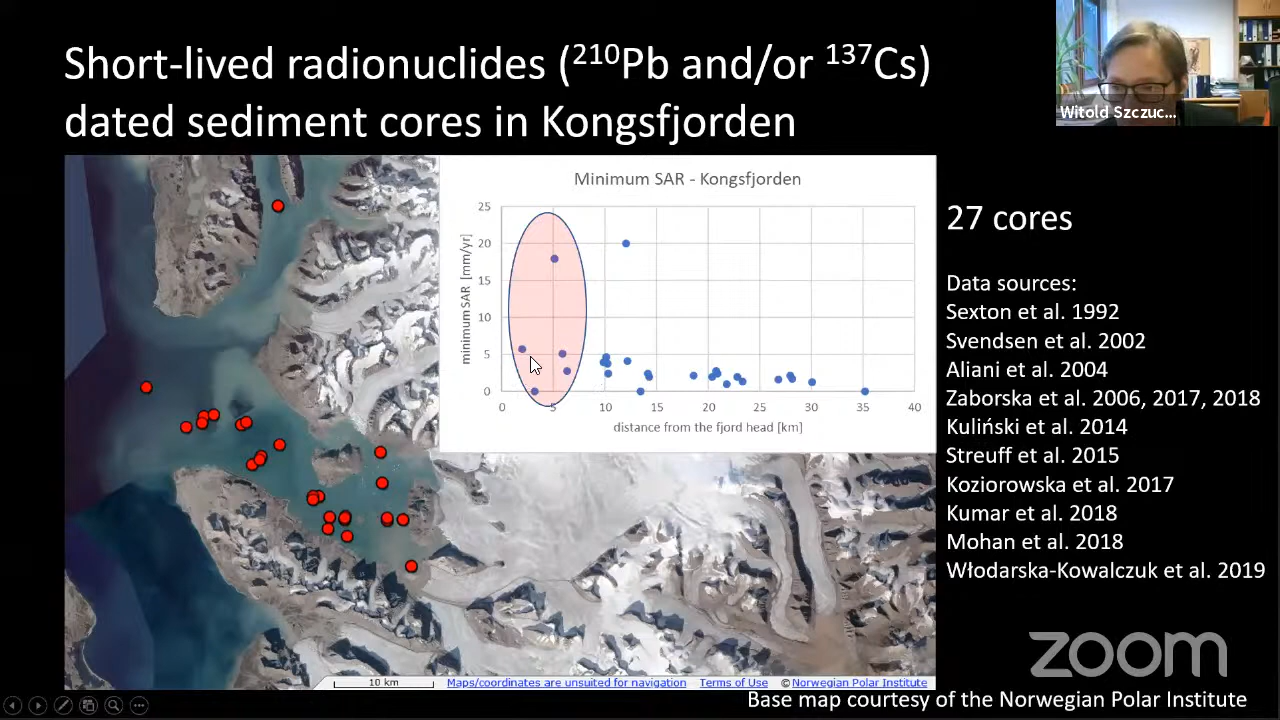 Short-lived radionuclides (²¹⁰Pb and/or ¹³⁷Cs)
dated sediment cores in Kongsfjorden
Witold Szczuc...
Minimum SAR - Kongsfjorden
minimum SAR [mm/yr]
25
20
15
10
5
0
0 5 10 15 20 25 30 35 40
distance from the fjord head [km]
27 cores
Data sources:
Sexton et al. 1992
Svendsen et al. 2002
Aliani et al. 2004
Zaborska et al. 2006, 2017, 2018
Kuliński et al. 2014
Streuff et al. 2015
Koziorowska et al. 2017
Kumar et al. 2018
Mohan et al. 2018
Włodarska-Kowalczuk et al. 2019
zoom
10 km Maps/coordinates are unsuited for navigation Terms of Use © Norwegian Polar Institute
Base map courtesy of the Norwegian Polar Institute